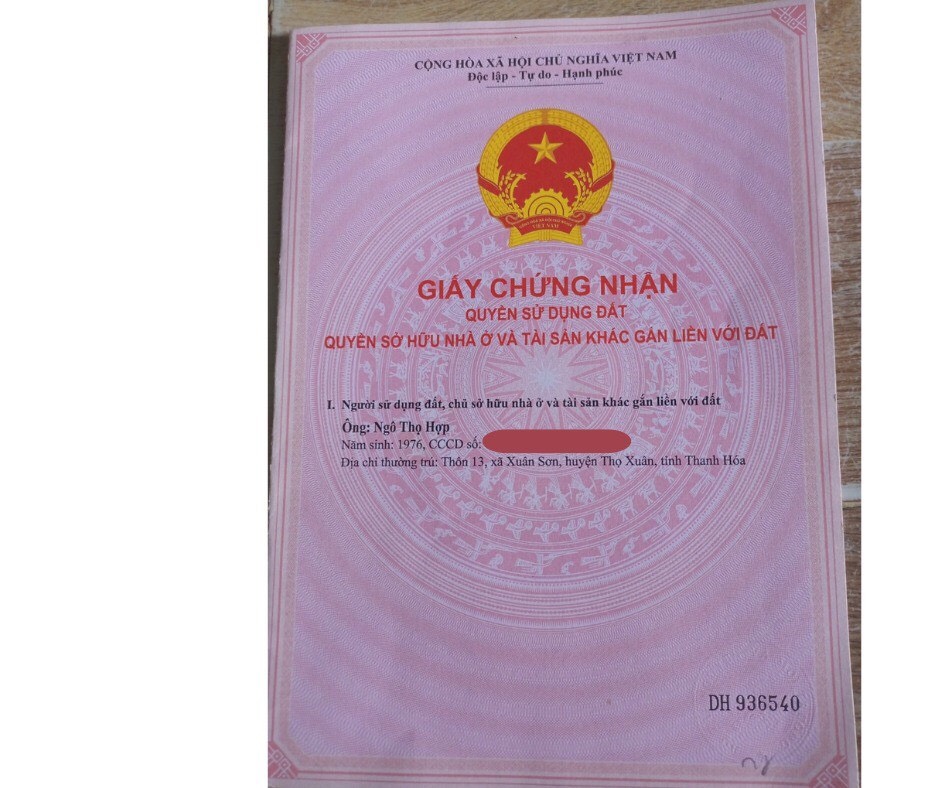 CỘNG HÒA XÃ HỘI CHỦ NGHĨA VIỆT NAM
Độc lập - Tự do - Hạnh phúc
VIỆT NAM
GIẤY CHỨNG NHẬN
QUYỀN SỬ DỤNG ĐẤT
QUYỀN SỞ HỮU NHÀ Ở VÀ TÀI SẢN KHÁC GẮN LIỀN VỚI ĐẤT
I. Người sử dụng đất, chủ sở hữu nhà ở và tài sản khác gắn liền với đất
Ông: Ngô Thọ Hợp
Năm sinh: 1976, CCCD số:
Địa chỉ thường trú: Thôn 13, xã Xuân Sơn, huyện Thọ Xuân, tỉnh Thanh Hóa
DH 936540